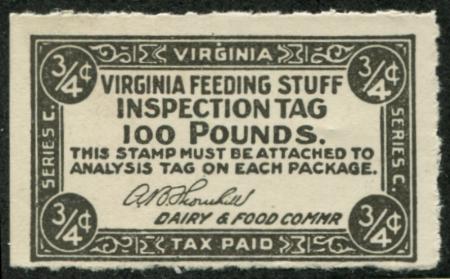 3/4¢ VIRGINIA 3/4¢
VIRGINIA FEEDING STUFF
INSPECTION TAG
100 POUNDS.
THIS STAMP MUST BE ATTACHED TO
ANALYSIS TAG ON EACH PACKAGE.
SERIES C.
SERIES C.
A.B. Thornhill
DAIRY & FOOD COMMR
3/4¢ TAX PAID 3/4¢